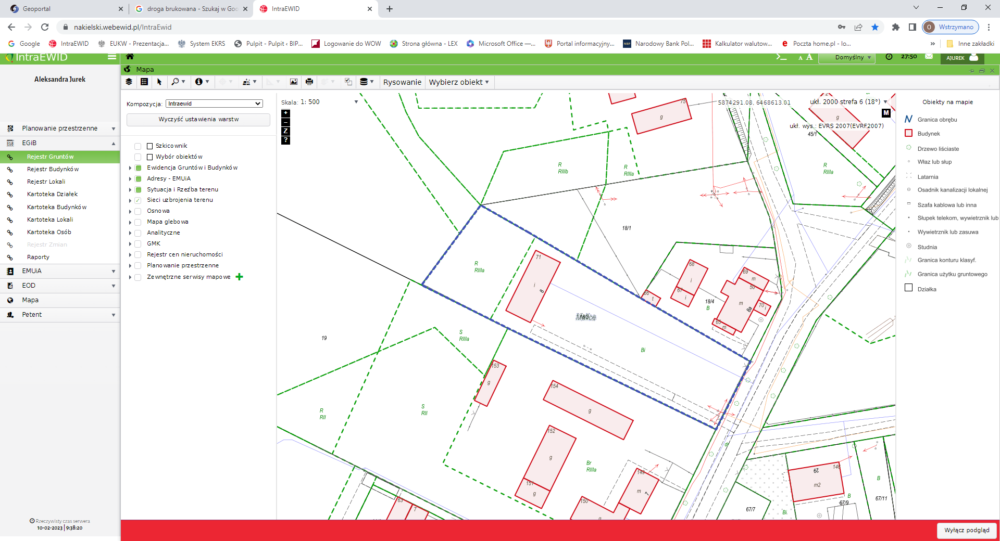 Geoportal
droga brukowana - Szukaj w Goo
IntraEWID
nakielski.webewid.pl/IntraEwid
Wstrzymano
Google
IntraEWID
EUKW - Prezentacja...
System EKRS
Pulpit - Pulpit ‹ BIP...
Logowanie do WOW
Strona główna - LEX
Microsoft Office —...
Portal informacyjny...
Narodowy Bank Pol...
Kalkulator walutow...
Poczta home.pl - lo...
Inne zakładki
IntraEWID
Domyślny
27:50
AJUREK
Mapa
Aleksandra Jurek
Rysowanie
Wybierz obiekt
Planowanie przestrzenne
EGiB
Rejestr Gruntów
Rejestr Budynków
Rejestr Lokali
Kartoteka Działek
Kartoteka Budynków
Kartoteka Lokali
Kartoteka Osób
Rejestr Zmian
Raporty
EMUiA
EOD
Mapa
Petent
Rzeczywisty czas serwera
10-02-2023 | 9:38:20
Kompozycja: Intraewid
Wyczyść ustawienia warstw
Szkicownik
Wybór obiektów
Ewidencja Gruntów i Budynków
Adresy - EMUiA
Sytuacja i Rzeźba terenu
Sieci uzbrojenia terenu
Osnowa
Mapa glebowa
Analityczne
GMK
Rejestr cen nieruchomości
Planowanie przestrzenne
Zewnętrzne serwisy mapowe
Skala: 1: 500
+
−
Z
?
5874291.08, 6468613.01
ukł. 2000 strefa 6 (18°)
M
ukł. wys.: EVRS 2007(EVRF2007)
75
g
g
45/1
R
RIIIb
R
RIIIa
R
RIIIa
18/1
R
RIIIa
71
i
8
68
i
67
i
66
t
69
m
50
m
8a
70
i
65
m
18/4
B
Bi
19
S
RIIIa
153
g
154
g
R
RII
S
RII
152
g
151
g
Br
RIIIa
149
m
7
150
g
63
7
146
29
m2
B
B
67/9
67/11
67/7
Bi
Obiekty na mapie
Granica obrębu
Budynek
Drzewo liściaste
Właz lub słup
Latarnia
Osadnik kanalizacji lokalnej
Szafa kablowa lub inna
Słupek telekom, wywietrznik lub
Wywietrznik lub zasuwa
Studnia
Granica konturu klasyf.
Granica użytku gruntowego
Działka
Wyłącz podgląd